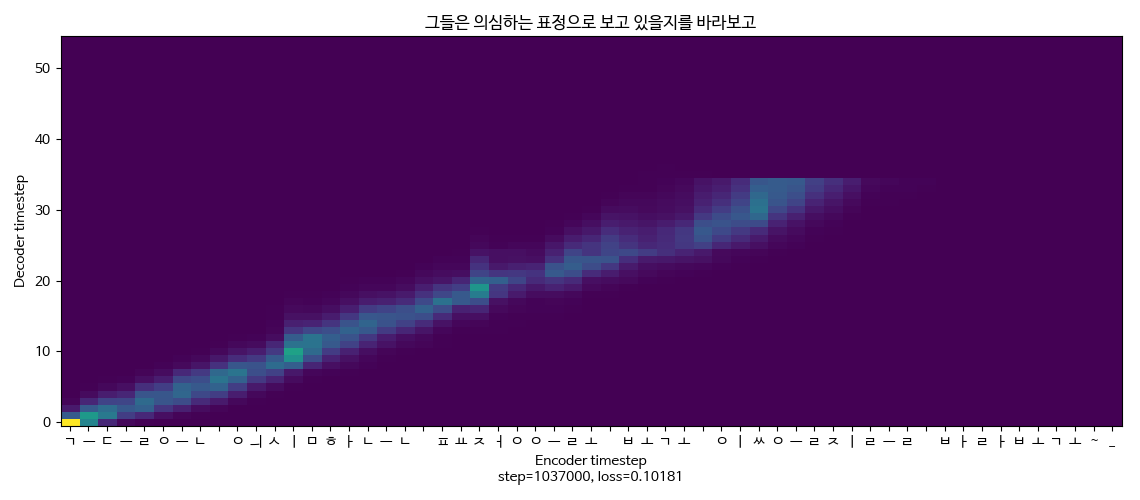 그들은 의심하는 표정으로 보고 있을지를 바라보고
50
40
30
20
10
0
Decoder timestep
ㄱ ㅡ ㄷ ㅡ ㄹ ㅇ ㅡ ㄴ ㅇ ㅢ ㅅ ㅣ ㅁ ㅎ ㅏ ㄴ ㅡ ㄴ ㅍ ㅛ ㅈ ㅓ ㅇ ㅇ ㅡ ㄹ ㅗ ㅂ ㅗ ㄱ ㅗ ㅇ ㅣ ㅆ ㅇ ㅡ ㄹ ㅈ ㅣ ㄹ ㅡ ㄹ ㅂ ㅏ ㄹ ㅏ ㅂ ㅗ ㄱ ㅗ ~ _
Encoder timestep
step=1037000, loss=0.10181